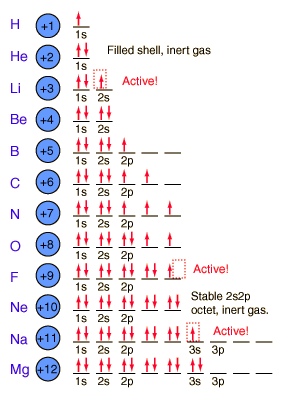 H +1
1s
He +2 Filled shell, inert gas
1s
Li +3 Active!
1s 2s
Be +4
1s 2s
B +5
1s 2s 2p
C +6
1s 2s 2p
N +7
1s 2s 2p
O +8
1s 2s 2p
F +9 Active!
1s 2s 2p
Ne +10 Stable 2s2p
octet, inert gas.
1s 2s 2p
Na +11 Active!
1s 2s 2p 3s 3p
Mg +12
1s 2s 2p 3s 3p